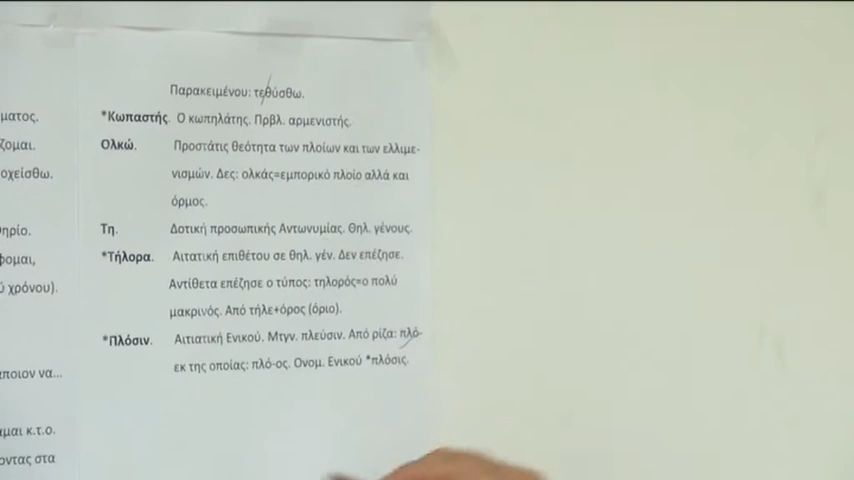 Παρακειμένου: τεθύσθω.
ματος.
*Κωπαστής. Ο κωπηλάτης. Πρβλ. αρμενιστής.
ζομαι.
Ολκώ. Προστάτις θεότητα των πλοίων και των ελλιμε-
οχείσθω.
νισμών. Δες: ολκάς=εμπορικό πλοίο αλλά και
όρμος.
ηρίο.
Τη. Δοτική προσωπικής Αντωνυμίας. Θηλ. γένους.
φομαι,
*Τήλορα. Αιτατική επιθέτου σε θηλ. γέν. Δεν επέζησε.
ύ χρόνου).
Αντίθετα επέζησε ο τύπος: τηλορός=ο πολύ
μακρινός. Από τήλε+όρος (όριο).
*Πλόσιν. Αιτιατική Ενικού. Μτγν. πλεύσιν. Από ρίζα: πλό-
εκ της οποίας: πλό-ος. Ονομ. Ενικού *πλόσις.
ποιον να...
μαι κ.τ.ο.
οντας στα